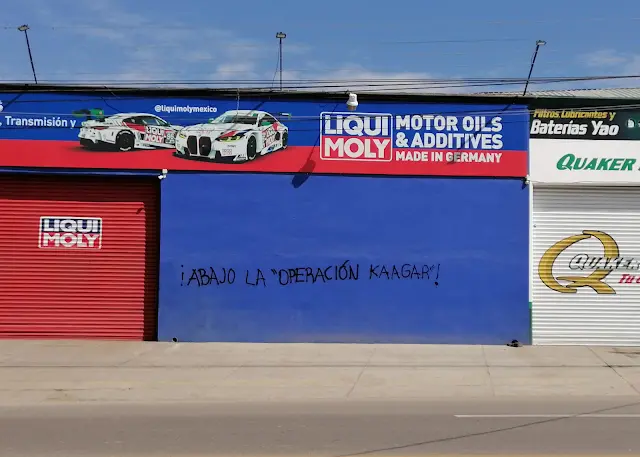 , Transmisión y
@liquimolymexico
LIQUI
MOLY
MOTOR OILS
& ADDITIVES
MADE IN GERMANY
Filtros, Lubricantes y
Baterías Yao
QUAKER
LIQUI
MOLY
¡ABAJO LA "OPERACIÓN KAAGAR"!
QUAKER
Tu